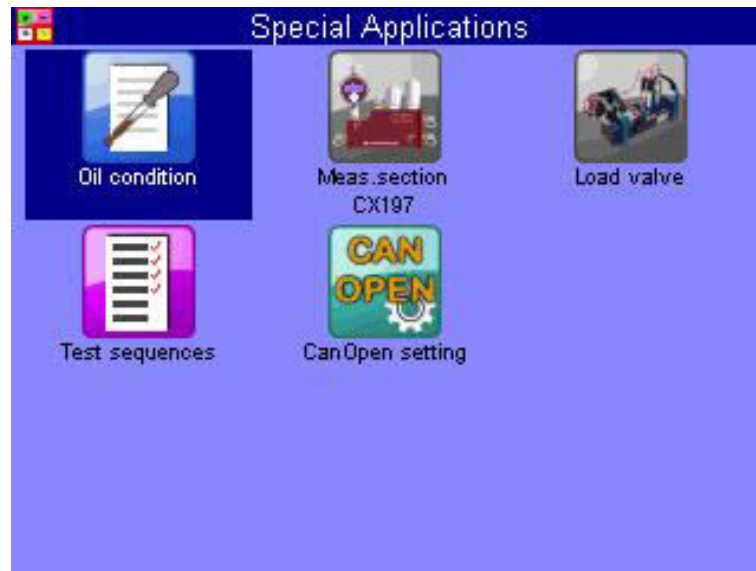 Special Applications
Oil condition
Meas.section
CX197
Load valve
Test sequences
CAN
OPEN
CanOpen setting